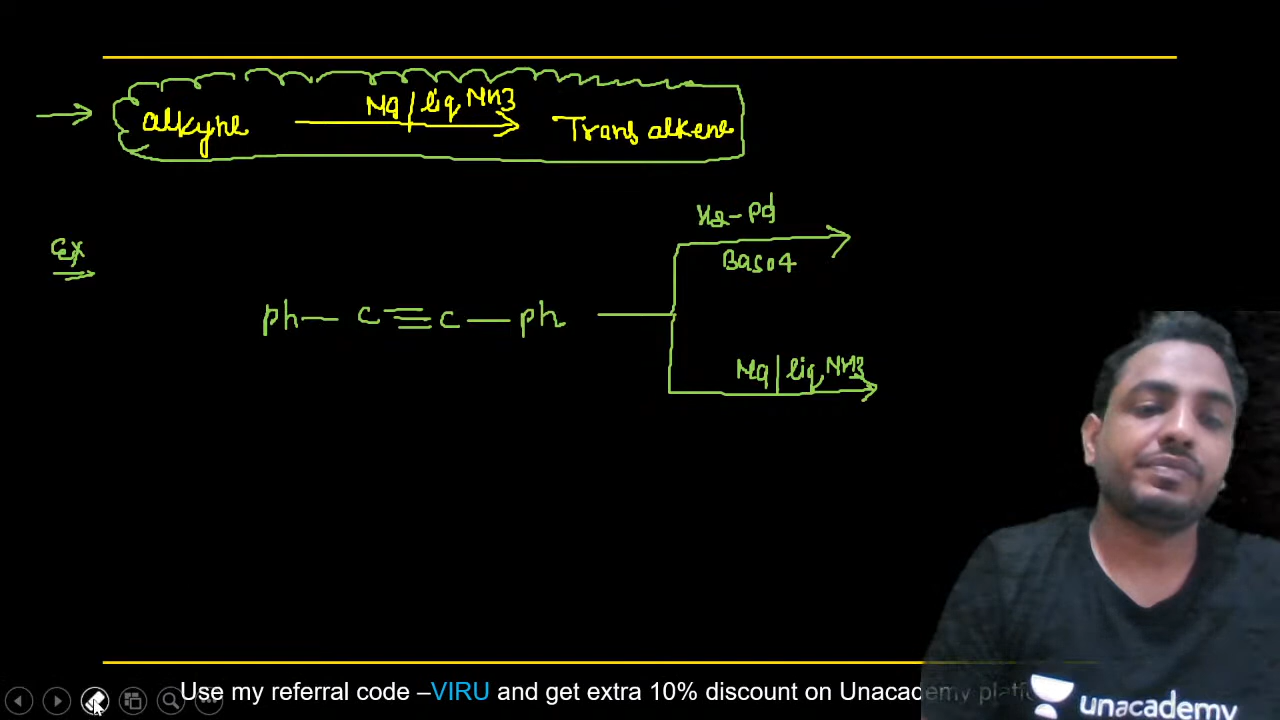 alkyne Na | liq, NH3 Trans alkene
Ex
H2 - Pd
BaSO4
ph - C ≡ C - ph
Na | liq, NH3
Use my referral code –VIRU and get extra 10% discount on Unacademy
unacademy